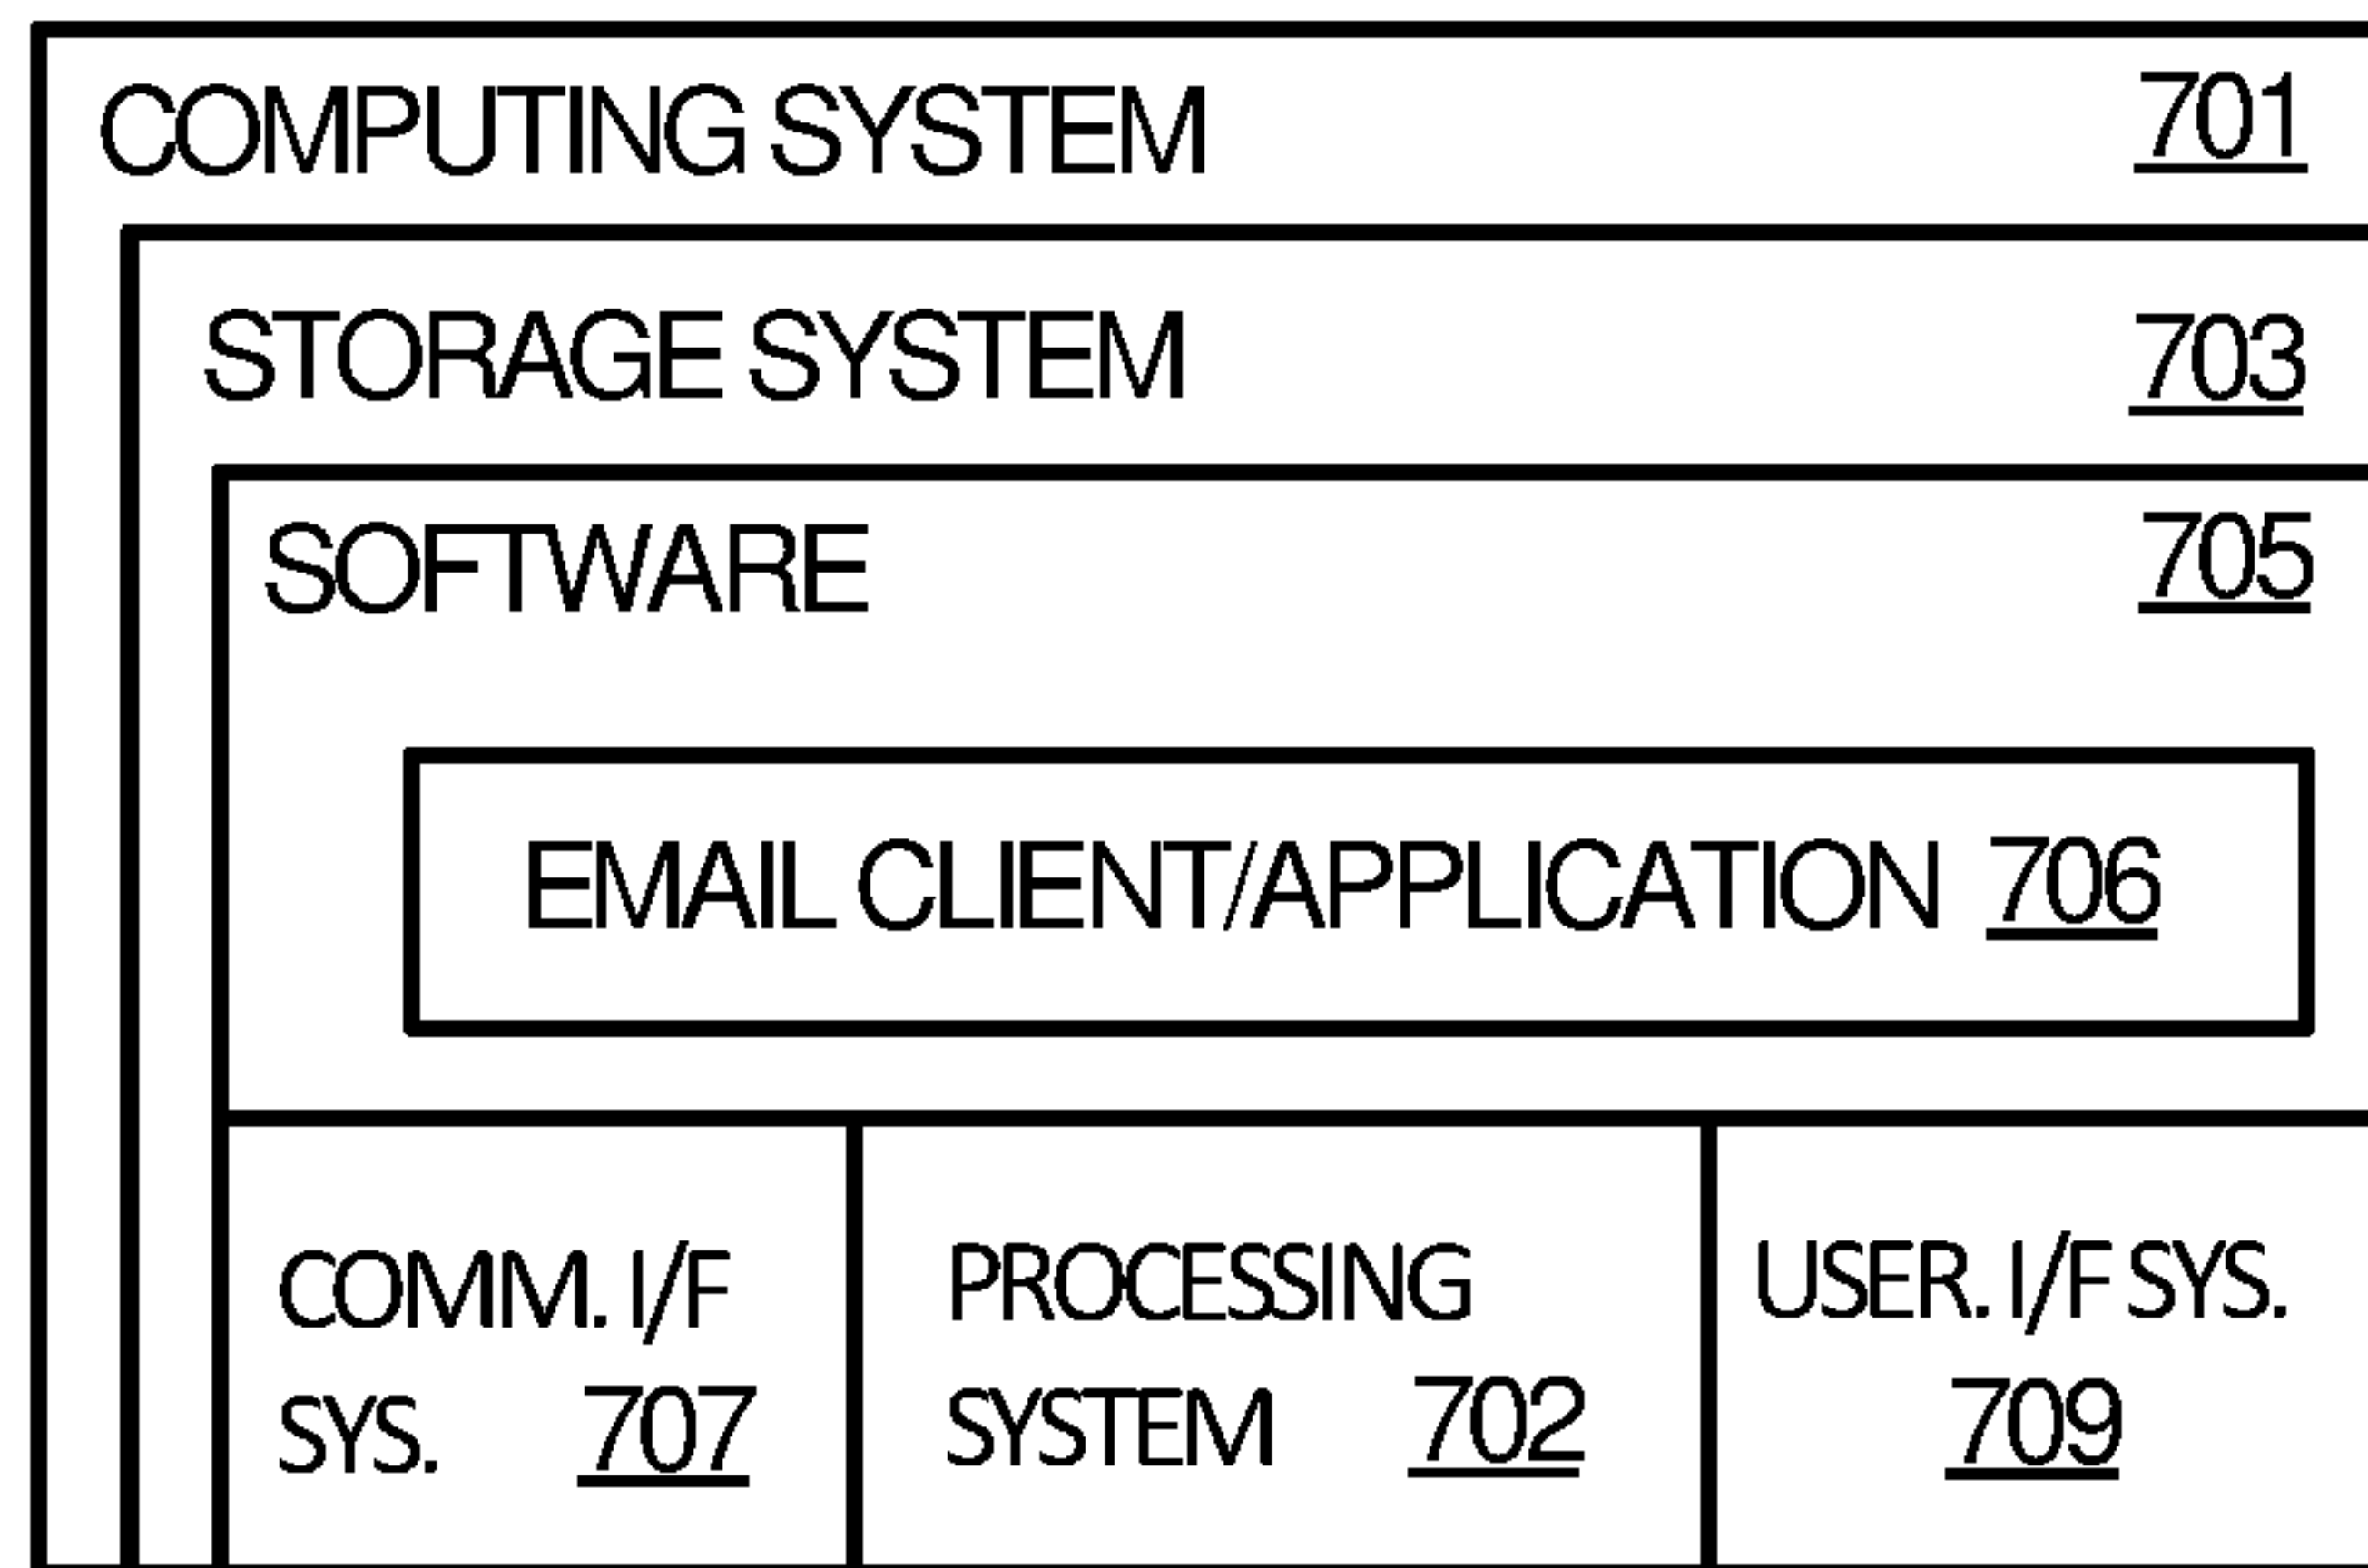 COMPUTING SYSTEM 701
STORAGE SYSTEM 703
SOFTWARE 705
EMAIL CLIENT/APPLICATION 706
COMM. I/F
SYS. 707
PROCESSING
SYSTEM 702
USER. I/F SYS.
709